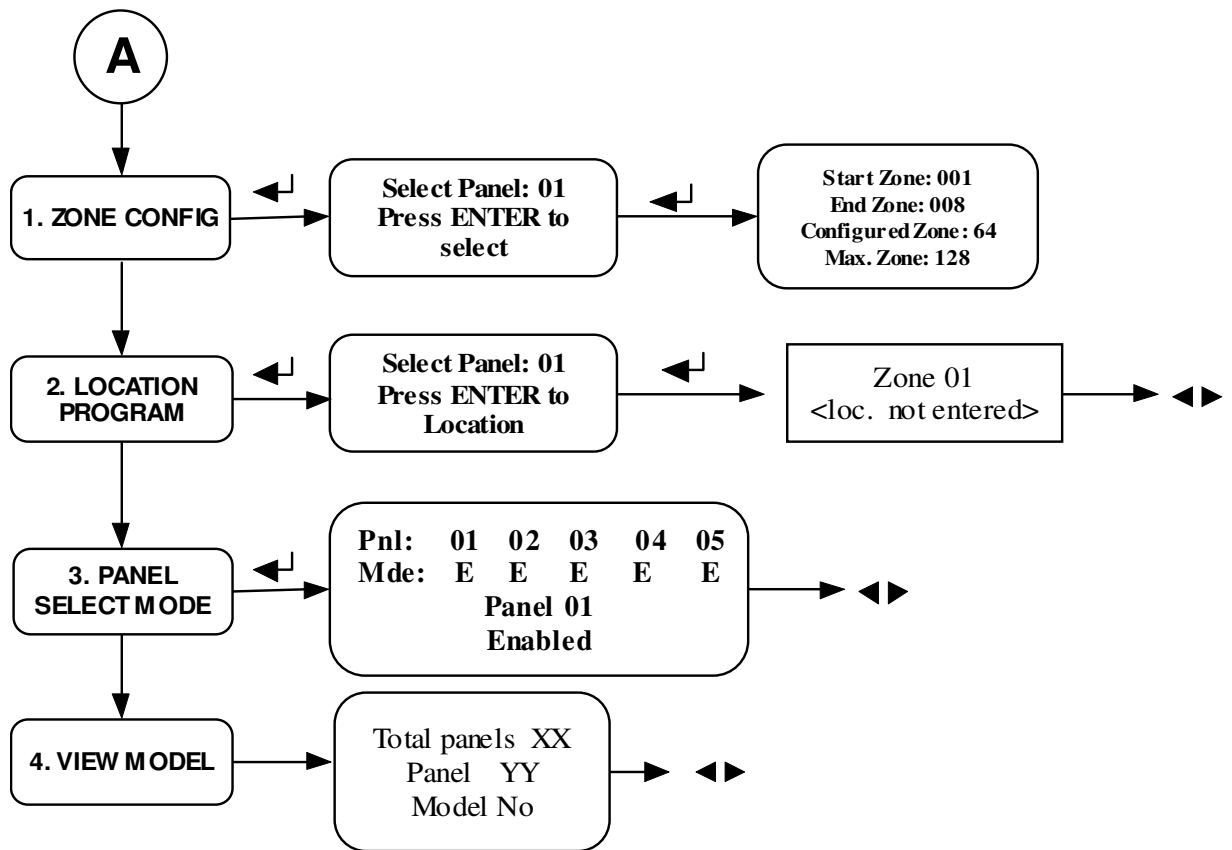 A
1. ZONE CONFIG
Select Panel: 01
Press ENTER to
select
Start Zone: 001
End Zone: 008
Configured Zone: 64
Max. Zone: 128
2. LOCATION
PROGRAM
Select Panel: 01
Press ENTER to
Location
Zone 01
<loc. not entered>
3. PANEL
SELECT MODE
Pnl: 01 02 03 04 05
Mde: E E E E E
Panel 01
Enabled
4. VIEW MODEL
Total panels XX
Panel YY
Model No